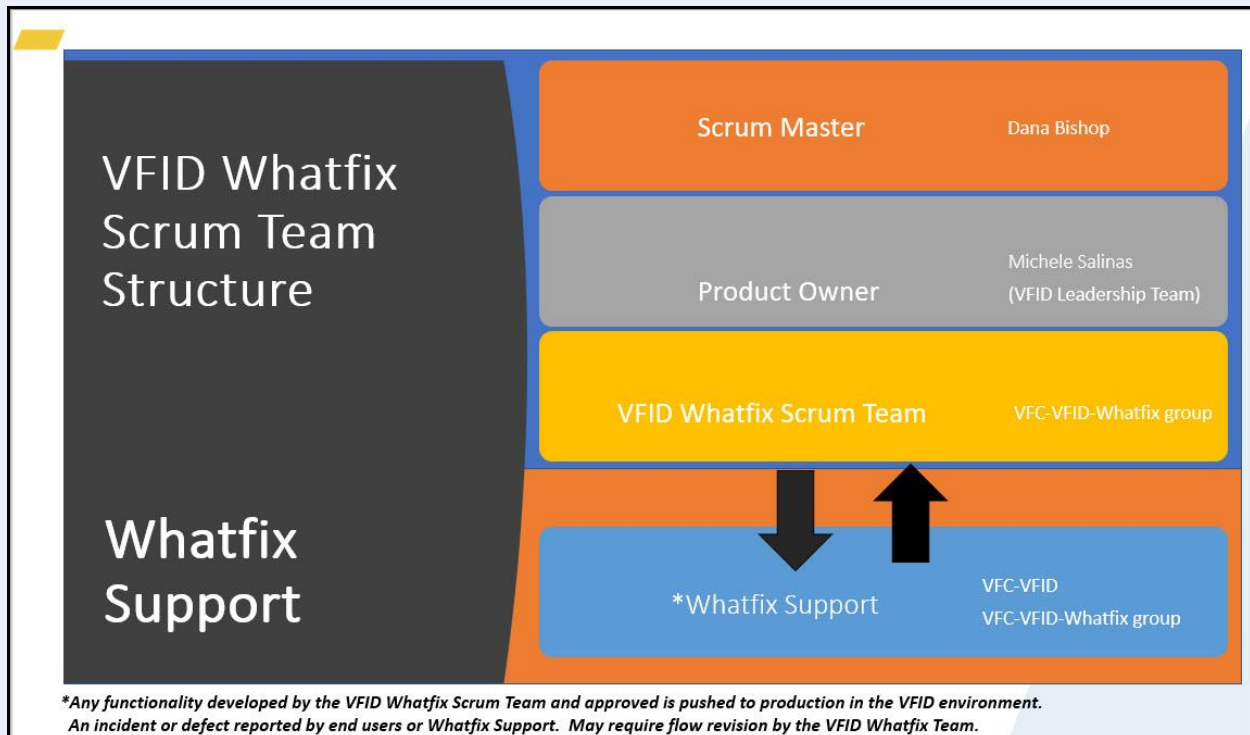 VFID Whatfix
Scrum Team
Structure
Scrum Master
Dana Bishop
Product Owner
Michele Salinas
(VFID Leadership Team)
VFID Whatfix Scrum Team
VFC-VFID-Whatfix group
Whatfix
Support
*Whatfix Support
VFC-VFID
VFC-VFID-Whatfix group
*Any functionality developed by the VFID Whatfix Scrum Team and approved is pushed to production in the VFID environment.
An incident or defect reported by end users or Whatfix Support.  May require flow revision by the VFID Whatfix Team.